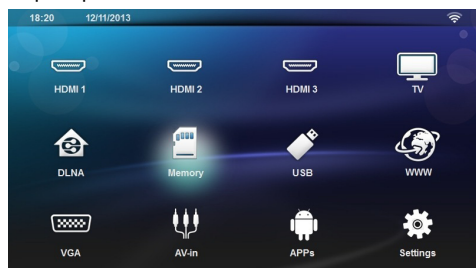 18:20 12/11/2013
HDMI 1 HDMI 2 HDMI 3 TV
DLNA Memory USB WWW
VGA AV-in APPs Settings